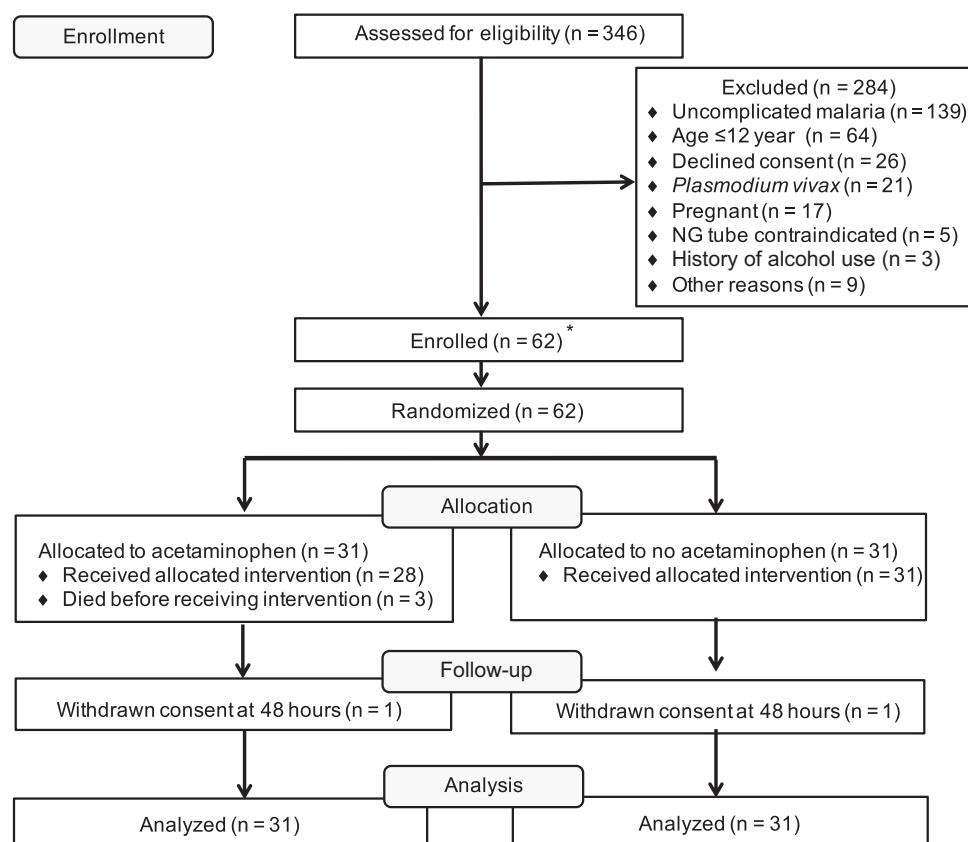 Enrollment
Assessed for eligibility (n = 346)
Excluded (n = 284)
♦ Uncomplicated malaria (n = 139)
♦ Age ≤12 year (n = 64)
♦ Declined consent (n = 26)
♦ Plasmodium vivax (n = 21)
♦ Pregnant (n = 17)
♦ NG tube contraindicated (n = 5)
♦ History of alcohol use (n = 3)
♦ Other reasons (n = 9)
Enrolled (n = 62)*
Randomized (n = 62)
Allocation
Allocated to acetaminophen (n = 31)
♦ Received allocated intervention (n = 28)
♦ Died before receiving intervention (n = 3)
Allocated to no acetaminophen (n = 31)
♦ Received allocated intervention (n = 31)
Follow-up
Withdrawn consent at 48 hours (n = 1)
Withdrawn consent at 48 hours (n = 1)
Analysis
Analyzed (n = 31)
Analyzed (n = 31)